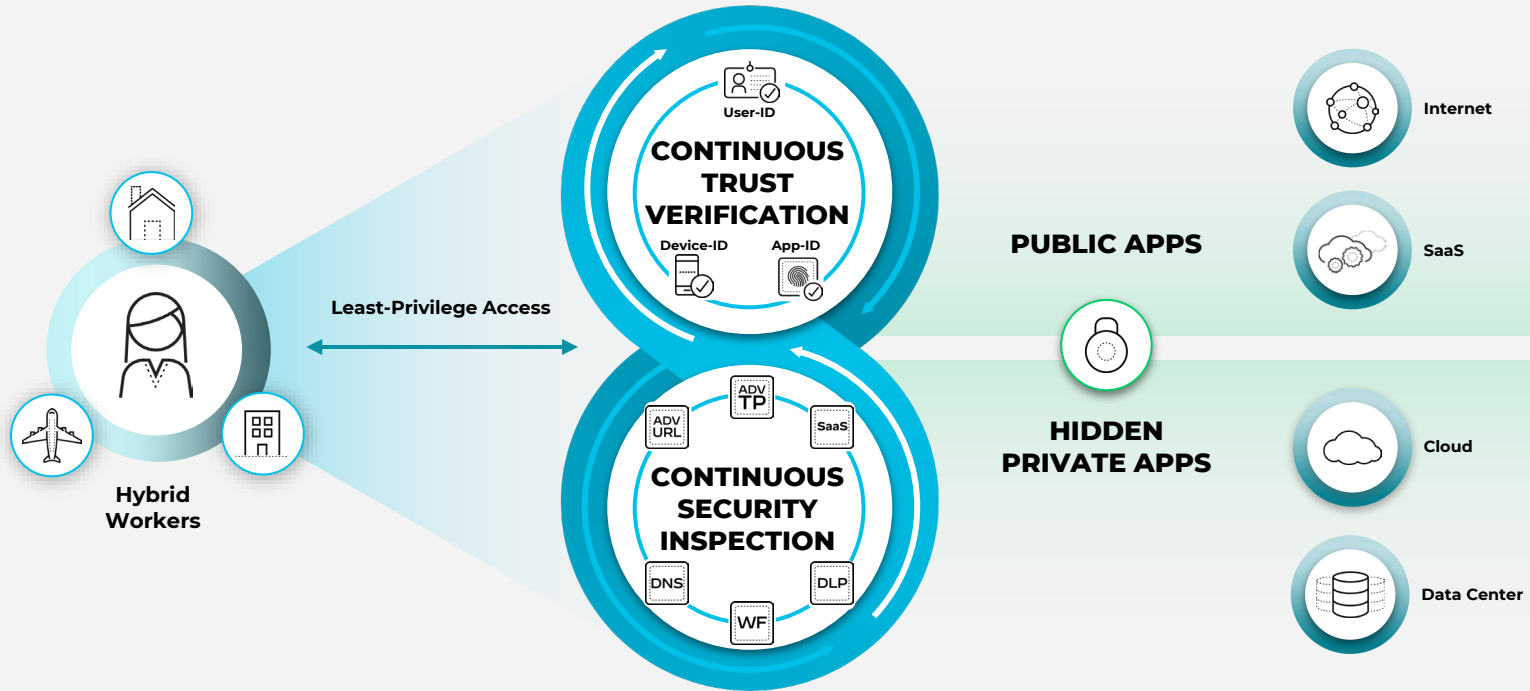 Hybrid
Workers
Least-Privilege Access
User-ID
CONTINUOUS
TRUST
VERIFICATION
Device-ID
App-ID
ADV
TP
ADV
URL
SaaS
CONTINUOUS
SECURITY
INSPECTION
DNS
DLP
WF
PUBLIC APPS
HIDDEN
PRIVATE APPS
Internet
SaaS
Cloud
Data Center